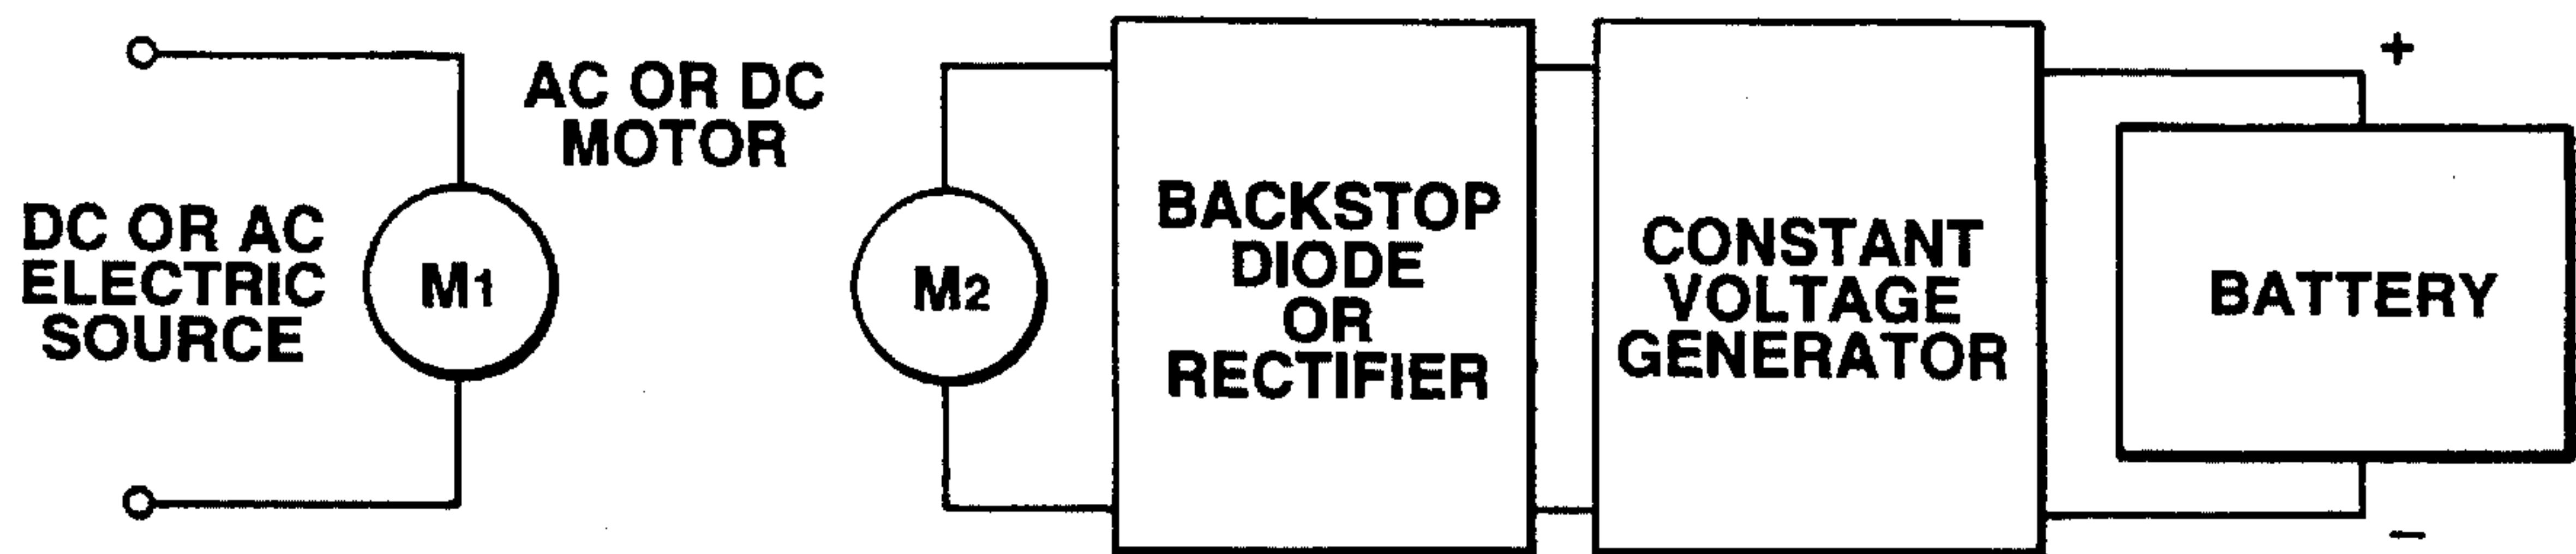 DC OR AC
ELECTRIC
SOURCE
M1
AC OR DC
MOTOR
M2
BACKSTOP
DIODE
OR
RECTIFIER
CONSTANT
VOLTAGE
GENERATOR
+
BATTERY
−